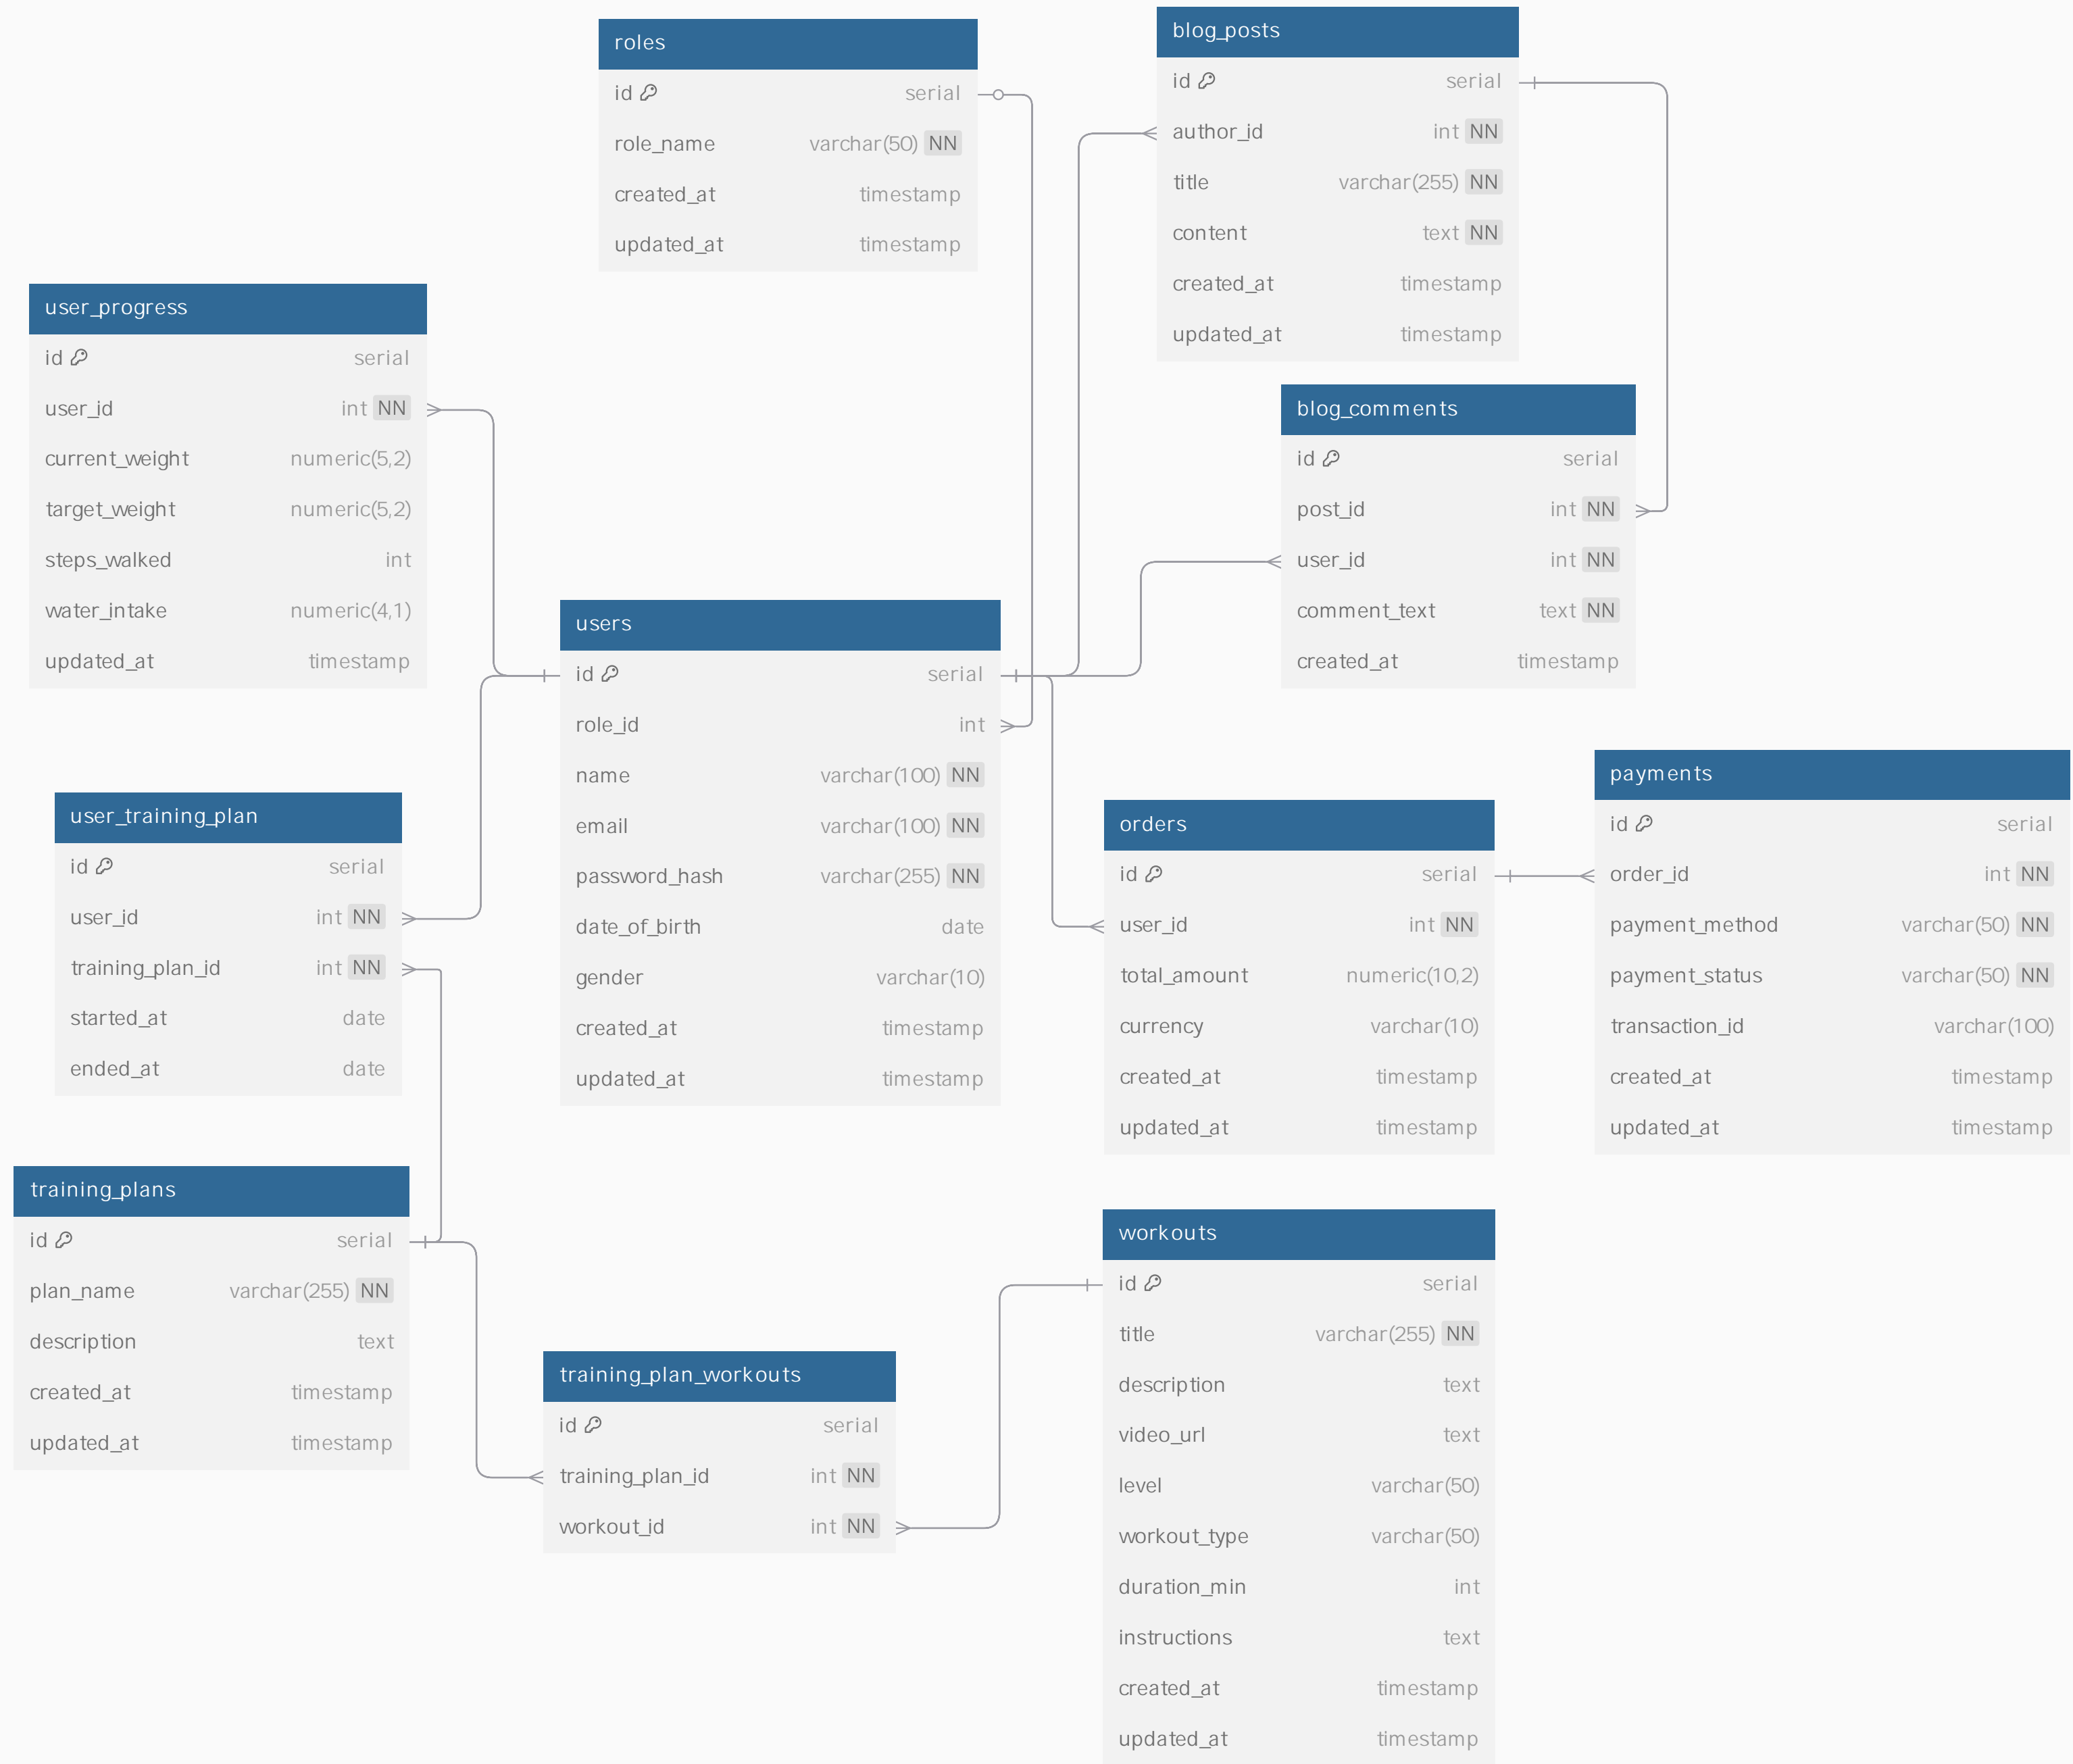 roles
id serial
role_name varchar(50) NN
created_at timestamp
updated_at timestamp
blog_posts
id serial
author_id int NN
title varchar(255) NN
content text NN
created_at timestamp
updated_at timestamp
user_progress
id serial
user_id int NN
current_weight numeric(5,2)
target_weight numeric(5,2)
steps_walked int
water_intake numeric(4,1)
updated_at timestamp
blog_comments
id serial
post_id int NN
user_id int NN
comment_text text NN
created_at timestamp
users
id serial
role_id int
name varchar(100) NN
email varchar(100) NN
password_hash varchar(255) NN
date_of_birth date
gender varchar(10)
created_at timestamp
updated_at timestamp
user_training_plan
id serial
user_id int NN
training_plan_id int NN
started_at date
ended_at date
orders
id serial
user_id int NN
total_amount numeric(10,2)
currency varchar(10)
created_at timestamp
updated_at timestamp
payments
id serial
order_id int NN
payment_method varchar(50) NN
payment_status varchar(50) NN
transaction_id varchar(100)
created_at timestamp
updated_at timestamp
training_plans
id serial
plan_name varchar(255) NN
description text
created_at timestamp
updated_at timestamp
training_plan_workouts
id serial
training_plan_id int NN
workout_id int NN
workouts
id serial
title varchar(255) NN
description text
video_url text
level varchar(50)
workout_type varchar(50)
duration_min int
instructions text
created_at timestamp
updated_at timestamp